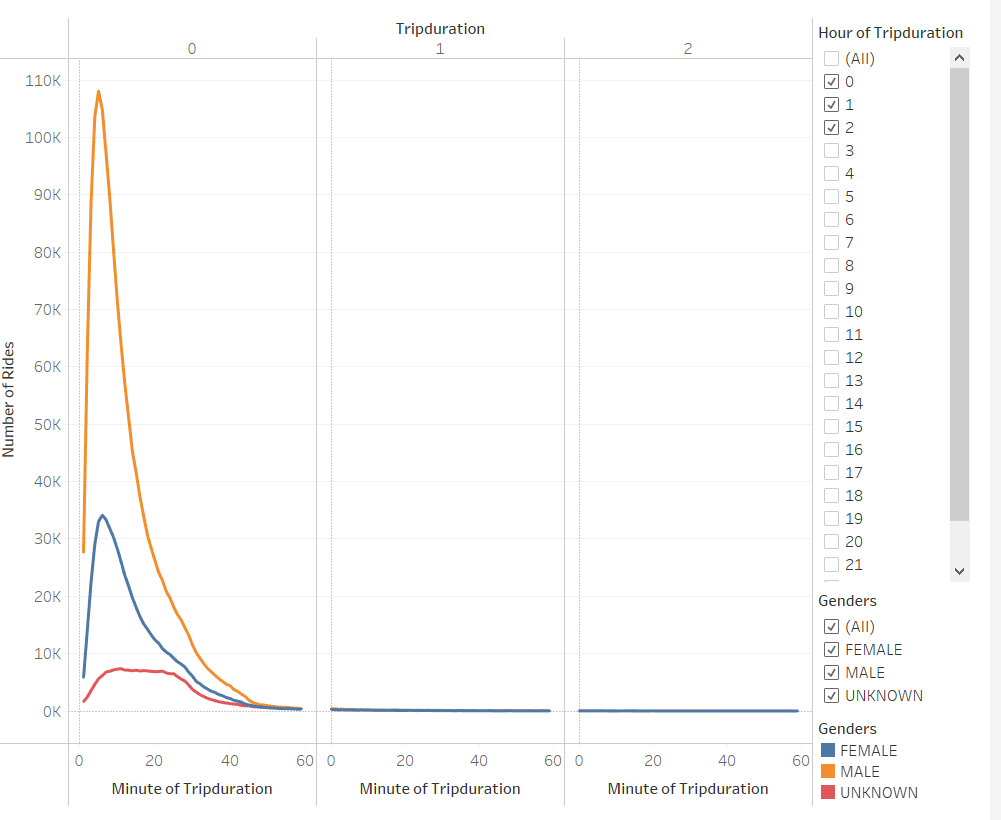 Tripduration
0 1 2
110K
100K
90K
80K
70K
60K
50K
40K
30K
20K
10K
0K
Number of Rides
0 20 40 60 0 20 40 60 0 20 40 60
Minute of Tripduration Minute of Tripduration Minute of Tripduration
Hour of Tripduration
(All)
0
1
2
3
4
5
6
7
8
9
10
11
12
13
14
15
16
17
18
19
20
21
Genders
(All)
FEMALE
MALE
UNKNOWN
Genders
FEMALE
MALE
UNKNOWN